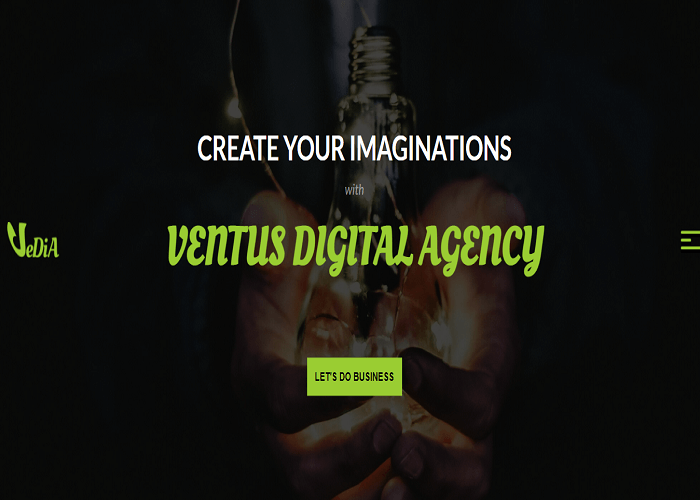 CREATE YOUR IMAGINATIONS
with
VeDiA
VENTUS DIGITAL AGENCY
LET'S DO BUSINESS